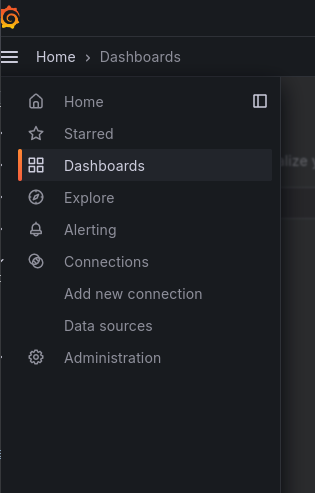 Home › Dashboards
Home
Starred
Dashboards
Explore
Alerting
Connections
Add new connection
Data sources
Administration